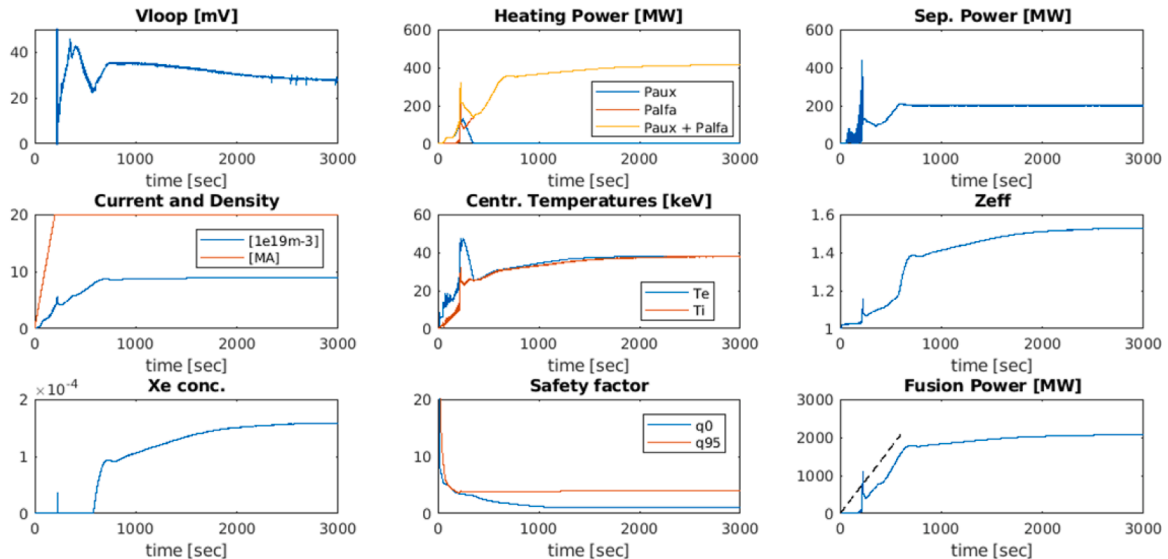 Vloop [mV]
40
20
0
0
1000
2000
3000
time [sec]
Heating Power [MW]
600
400
200
0
Paux
Palfa
Paux + Palfa
0
1000
2000
3000
time [sec]
Sep. Power [MW]
600
400
200
0
0
1000
2000
3000
time [sec]
Current and Density
20
10
0
[1e19m-3]
[MA]
0
1000
2000
3000
time [sec]
Centr. Temperatures [keV]
60
40
20
0
Te
Ti
0
1000
2000
3000
time [sec]
Zeff
1.6
1.4
1.2
1
0
1000
2000
3000
time [sec]
Xe conc.
×10⁻⁴
2
1
0
0
1000
2000
3000
time [sec]
Safety factor
20
10
0
q0
q95
0
1000
2000
3000
time [sec]
Fusion Power [MW]
3000
2000
1000
0
0
1000
2000
3000
time [sec]